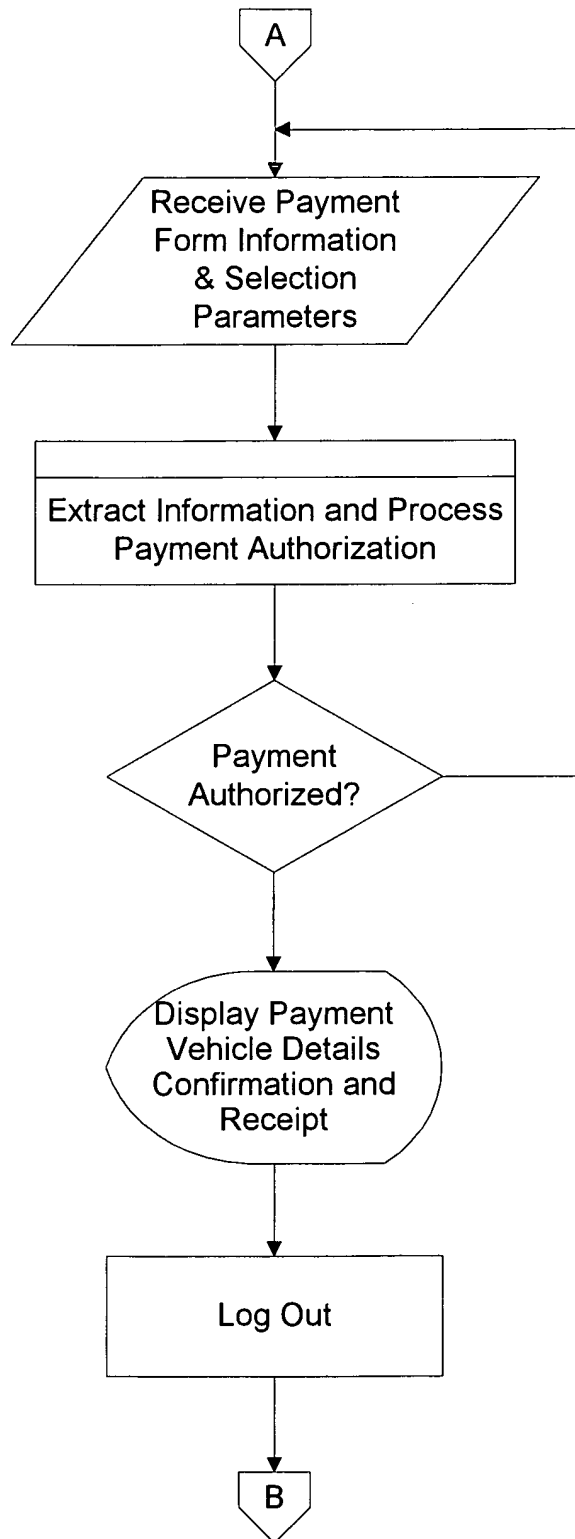 A
Receive Payment
Form Information
& Selection
Parameters
Extract Information and Process
Payment Authorization
Payment
Authorized?
Display Payment
Vehicle Details
Confirmation and
Receipt
Log Out
B